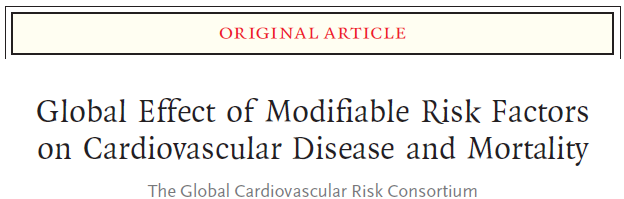 ORIGINAL ARTICLE
Global Effect of Modifiable Risk Factors
on Cardiovascular Disease and Mortality
The Global Cardiovascular Risk Consortium